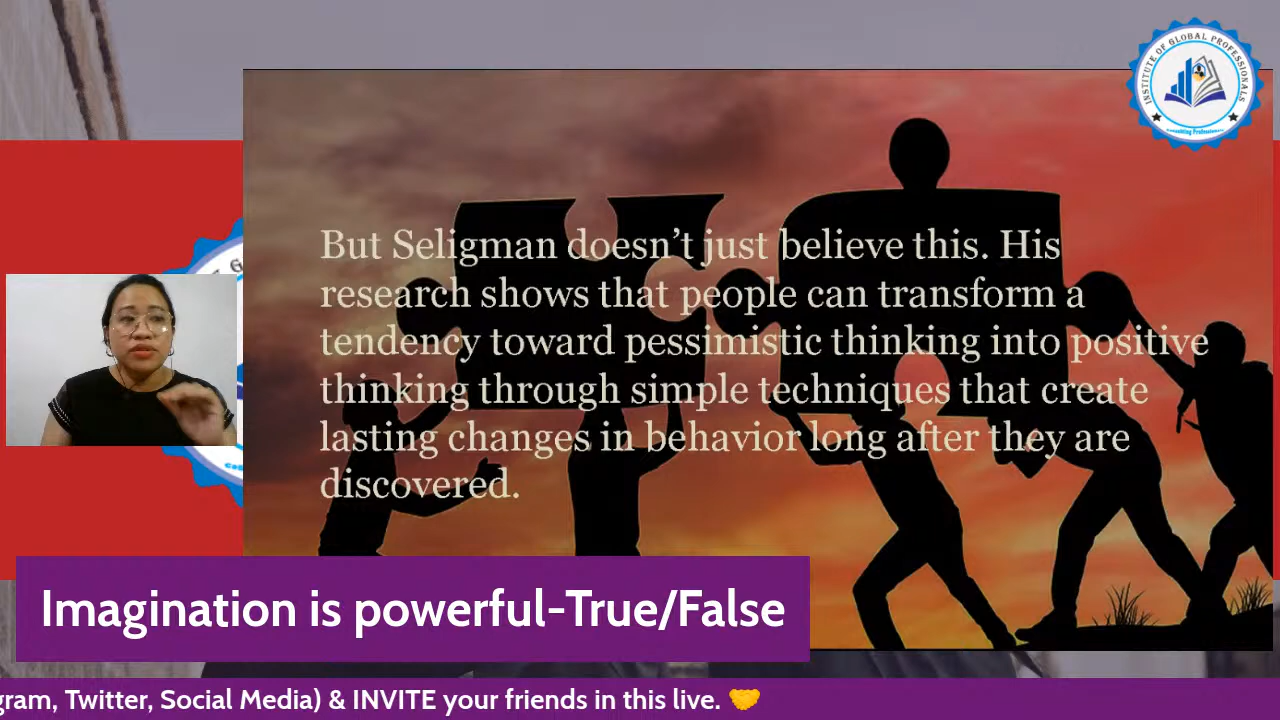 INSTITUTE OF GLOBAL PROFESSIONALS
But Seligman doesn’t just believe this. His
research shows that people can transform a
tendency toward pessimistic thinking into positive
thinking through simple techniques that create
lasting changes in behavior long after they are
discovered.
Imagination is powerful-True/False
gram, Twitter, Social Media) & INVITE your friends in this live. 🤝